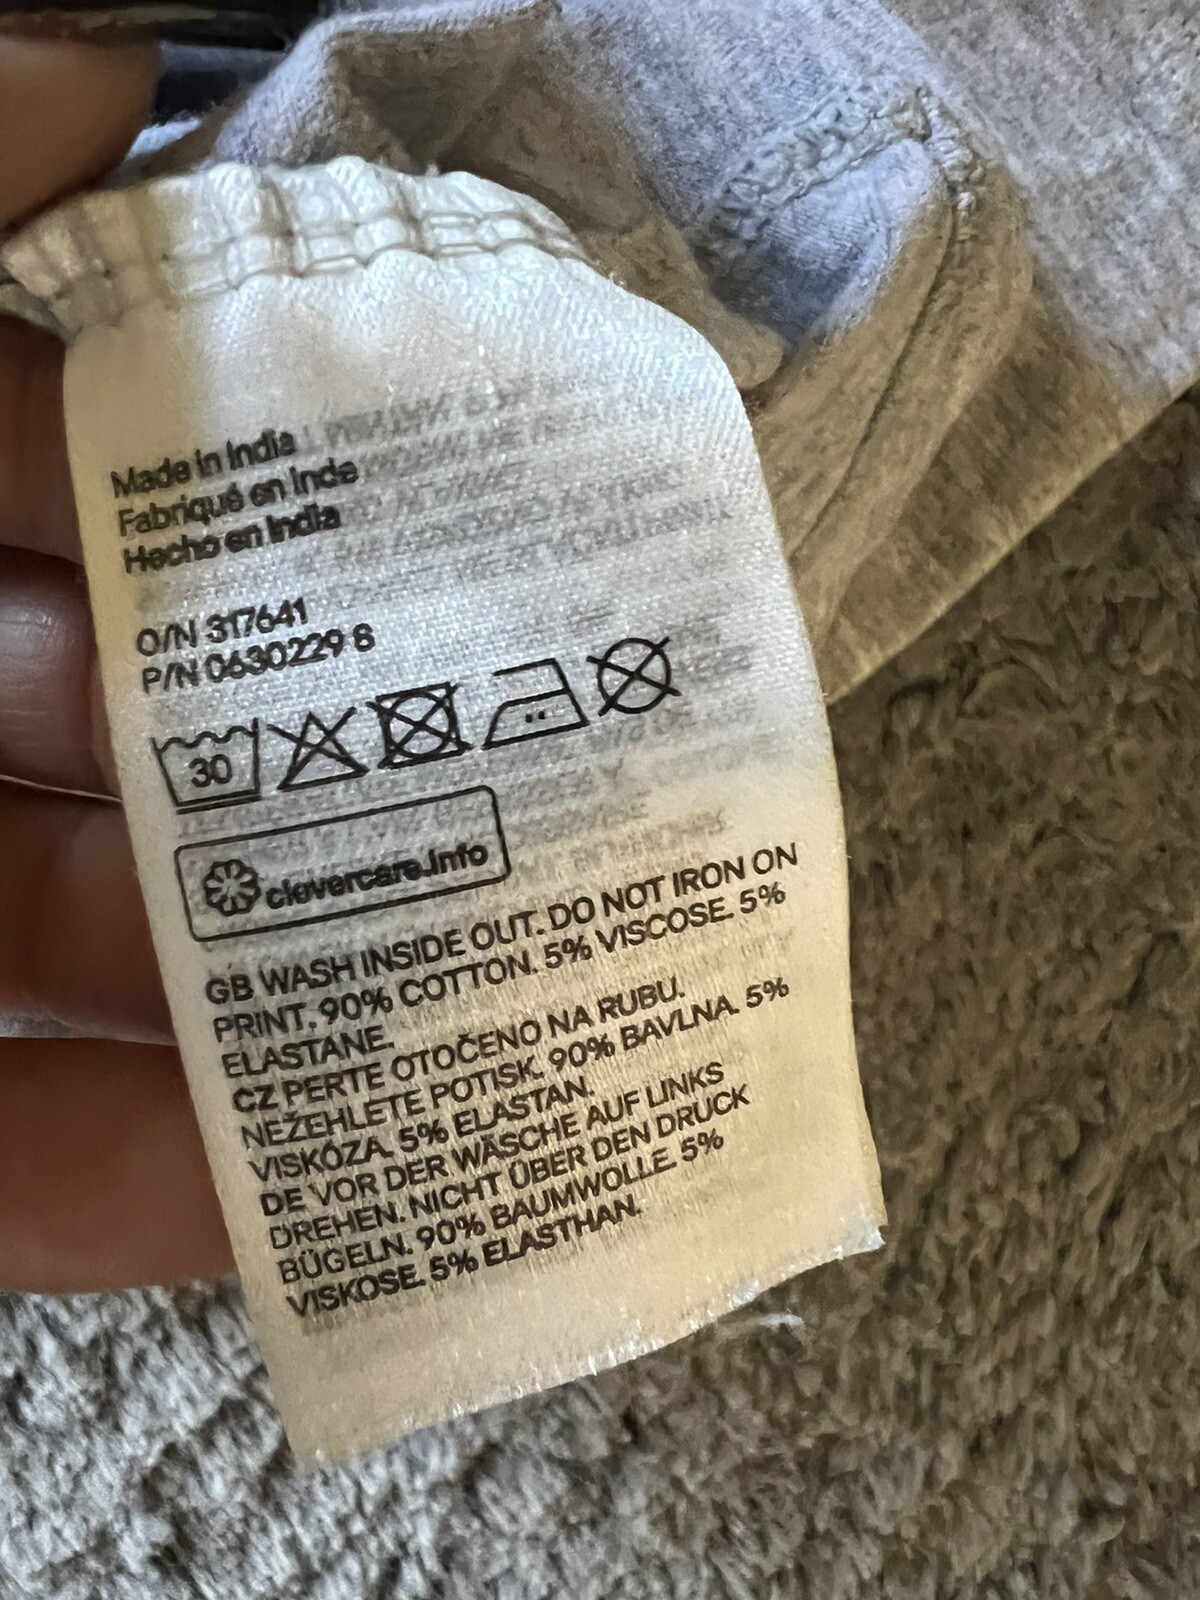 Made in India
Fabriqué en Inde
Hecho en India
O/N 317641
P/N 0630229 8
30
clevercare.info
GB WASH INSIDE OUT. DO NOT IRON ON
PRINT. 90% COTTON. 5% VISCOSE. 5%
ELASTANE.
CZ PERTE OTOČENO NA RUBU.
NEŽEHLETE POTISK. 90% BAVLNA. 5%
VISKÓZA. 5% ELASTAN.
DE VOR DER WÄSCHE AUF LINKS
DREHEN. NICHT ÜBER DEN DRUCK
BÜGELN. 90% BAUMWOLLE. 5%
VISKOSE. 5% ELASTHAN.